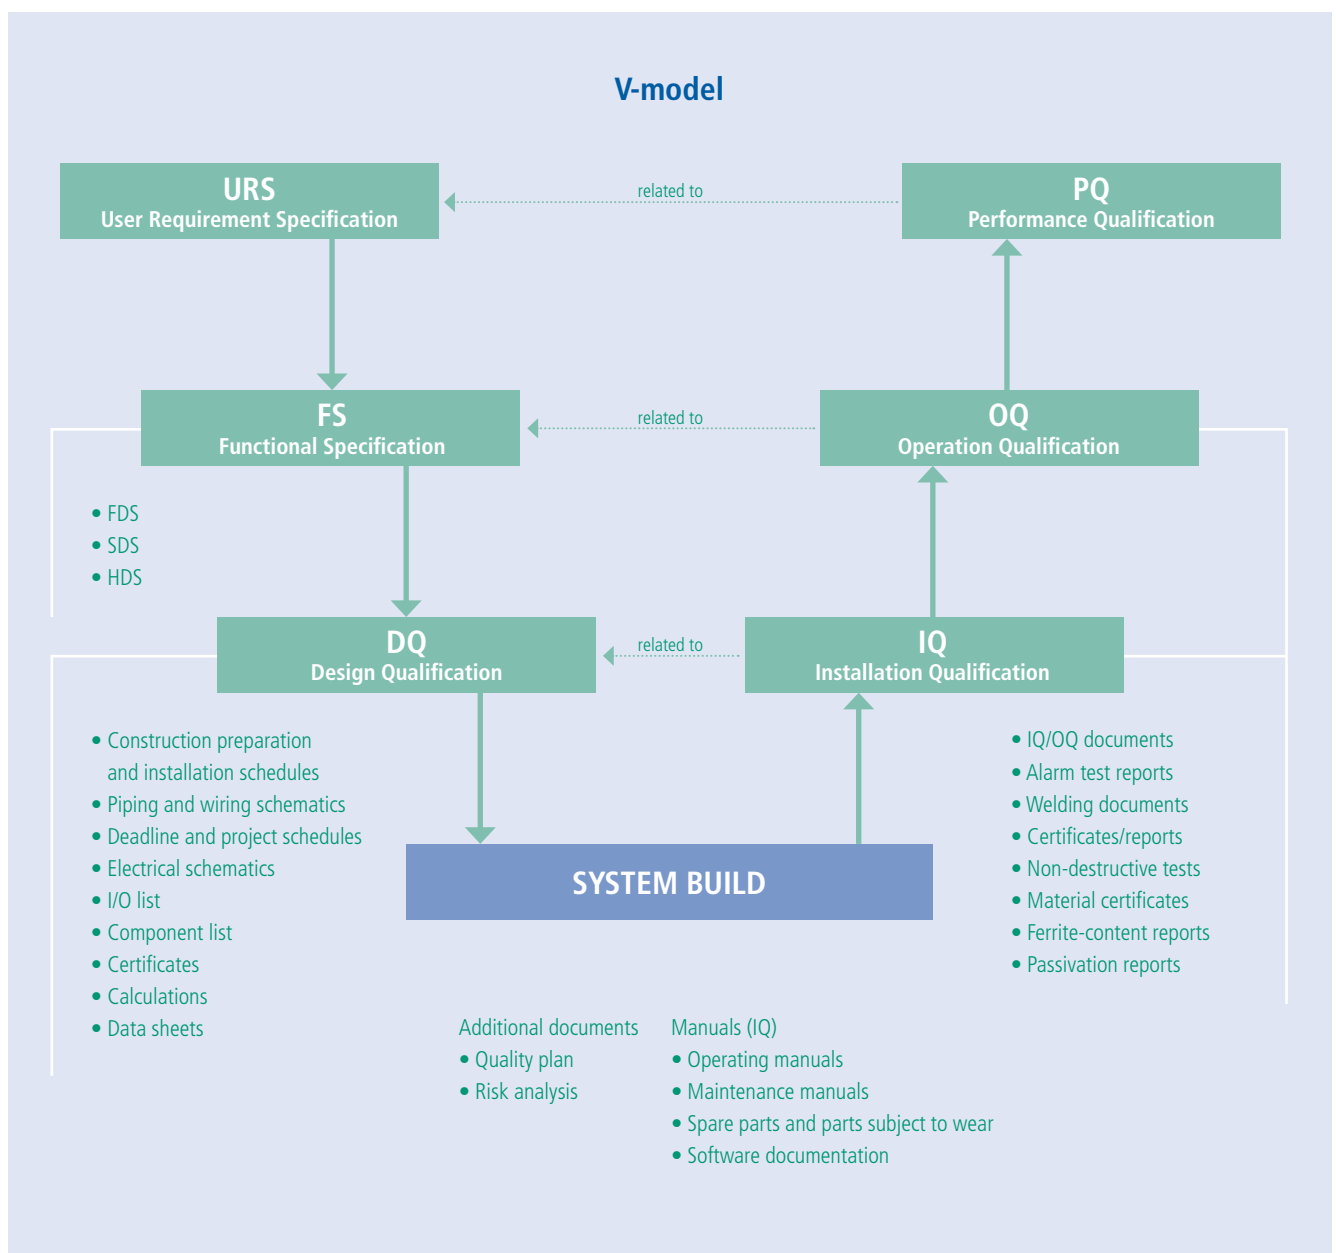 V-model
URS
User Requirement Specification
related to
PQ
Performance Qualification
FS
Functional Specification
related to
OQ
Operation Qualification
• FDS
• SDS
• HDS
DQ
Design Qualification
related to
IQ
Installation Qualification
• Construction preparation
and installation schedules
• Piping and wiring schematics
• Deadline and project schedules
• Electrical schematics
• I/O list
• Component list
• Certificates
• Calculations
• Data sheets
SYSTEM BUILD
• IQ/OQ documents
• Alarm test reports
• Welding documents
• Certificates/reports
• Non-destructive tests
• Material certificates
• Ferrite-content reports
• Passivation reports
Additional documents
• Quality plan
• Risk analysis
Manuals (IQ)
• Operating manuals
• Maintenance manuals
• Spare parts and parts subject to wear
• Software documentation